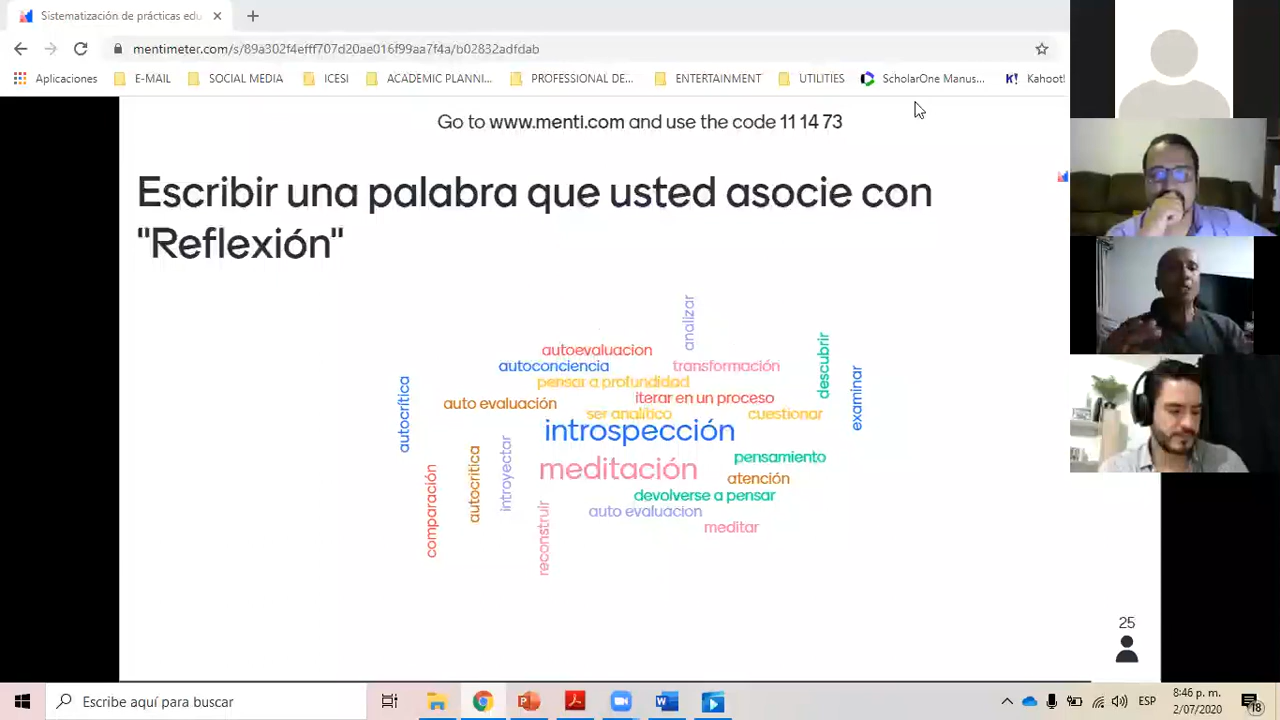 Sistematización de prácticas edu
mentimeter.com/s/89a302f4efff707d20ae016f99aa7f4a/b02832adfdab
Aplicaciones E-MAIL SOCIAL MEDIA ICESI ACADEMIC PLANNI... PROFESSIONAL DE... ENTERTAINMENT UTILITIES ScholarOne Manus... K! Kahoot!
Go to www.menti.com and use the code 11 14 73
Escribir una palabra que usted asocie con
"Reflexión"
analizar
autoevaluacion
autoconciencia
transformación
descubrir
pensar a profundidad
examinar
autocrítica
iterar en un proceso
auto evaluación
ser analítico
cuestionar
introspección
introyectar
autocritica
pensamiento
meditación
comparación
atención
devolverse a pensar
reconstruir
auto evaluacion
meditar
25
Escribe aquí para buscar
ESP
8:46 p. m.
2/07/2020
18